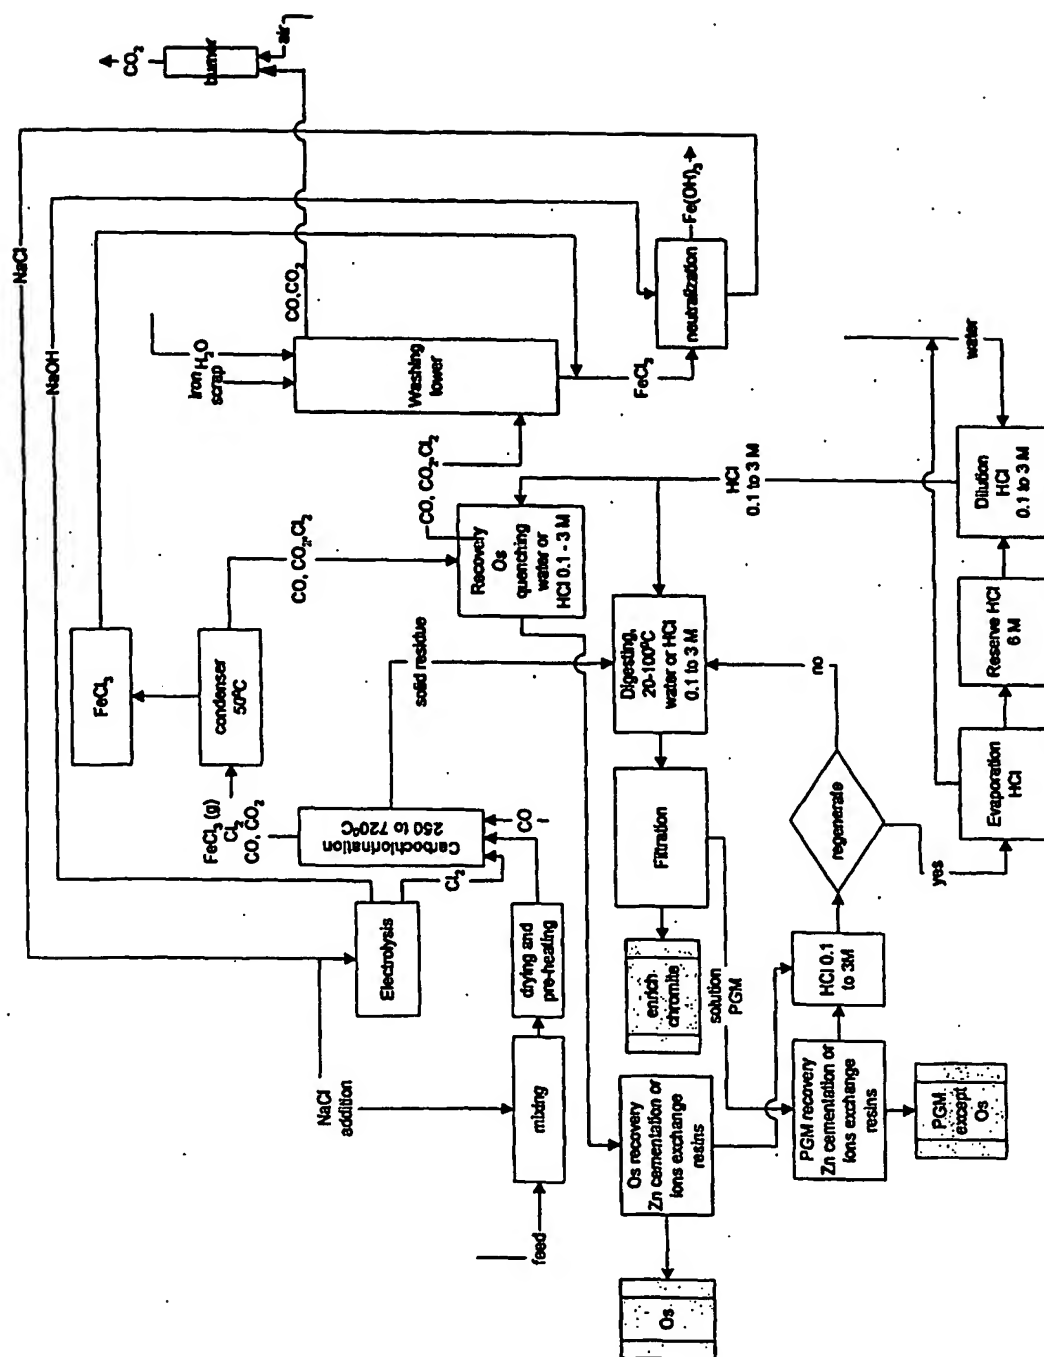 CO₂
burner
air
NaCl
NaOH
CO,CO₂
Iron
scrap
H₂O
Washing
tower
FeCl₃
neutralization
Fe(OH)₃
FeCl₃
condenser
50ºC
CO, CO₂,Cl₂
CO, CO₂,Cl₂
Recovery
Os
quenching
water or
HCl 0.1 - 3 M
HCl
0.1 to 3 M
water
Dilution
HCl
0.1 to 3 M
Reserve HCl
6 M
Evaporation
HCl
FeCl₃ (g)
Cl₂
CO, CO₂
Carbochlorination
250 to 720ºC
solid residue
Digesting,
20-100ºC
water or HCl
0.1 to 3 M
no
regenerate
yes
Electrolysis
Cl₂
CO
drying and
pre-heating
Filtration
enrich
chromite
solution
PGM
HCl 0.1
to 3M
NaCl
addition
mixing
feed
Os recovery
Zn cementation or
ions exchange
resins
PGM recovery
Zn cementation or
ions exchange
resins
PGM
except
Os
Os